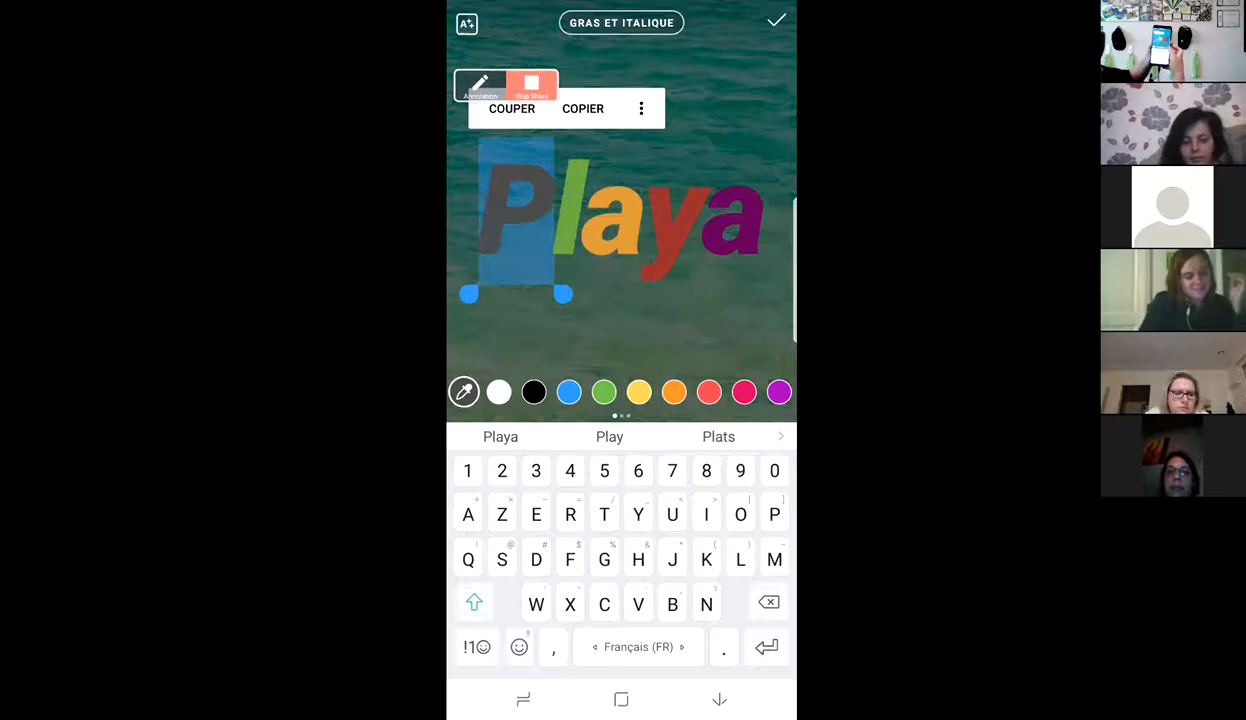 A+
GRAS ET ITALIQUE
Annotation Stop Share
COUPER COPIER
Playa
Playa Play Plats
1 2 3 4 5 6 7 8 9 0
A Z E R T Y U I O P
Q S D F G H J K L M
W X C V B N
!1 , Français (FR) .